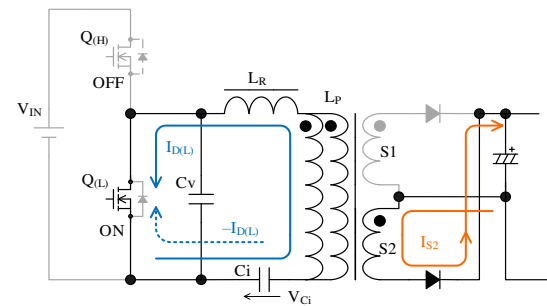 Q(H)
OFF
VIN
LR
LP
ID(L)
S1
+
Q(L)
Cv
–ID(L)
ON
S2
IS2
Ci
VCi